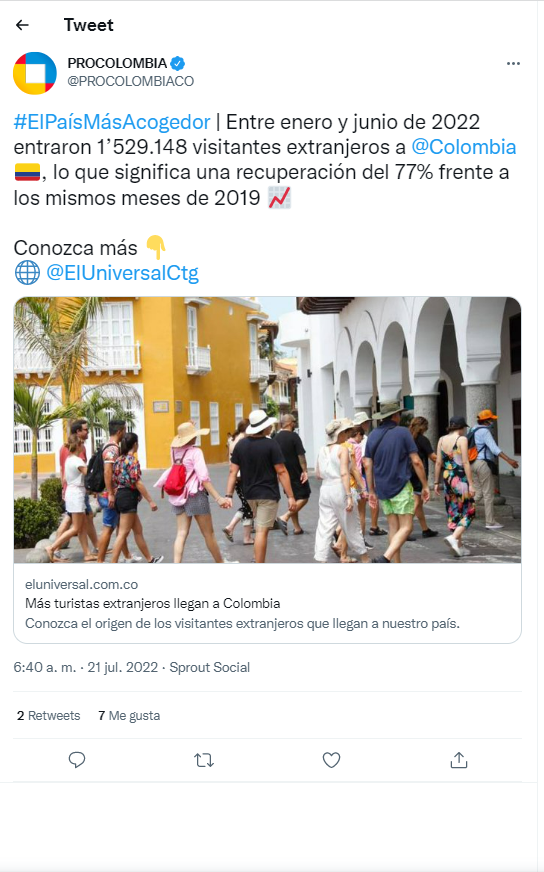 Tweet
PROCOLOMBIA
@PROCOLOMBIACO
#ElPaísMásAcogedor | Entre enero y junio de 2022
entraron 1’529.148 visitantes extranjeros a @Colombia
, lo que significa una recuperación del 77% frente a
los mismos meses de 2019
Conozca más
@ElUniversalCtg
eluniversal.com.co
Más turistas extranjeros llegan a Colombia
Conozca el origen de los visitantes extranjeros que llegan a nuestro país.
6:40 a. m. · 21 jul. 2022 · Sprout Social
2 Retweets 7 Me gusta